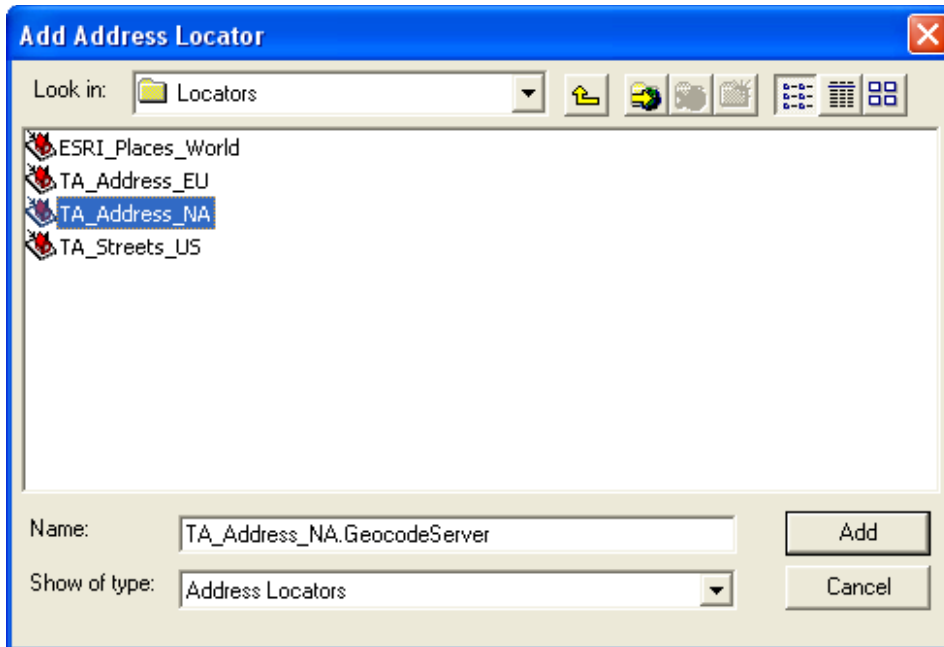 Add Address Locator
Look in: Locators
ESRI_Places_World
TA_Address_EU
TA_Address_NA
TA_Streets_US
Name: TA_Address_NA.GeocodeServer Add
Show of type: Address Locators Cancel